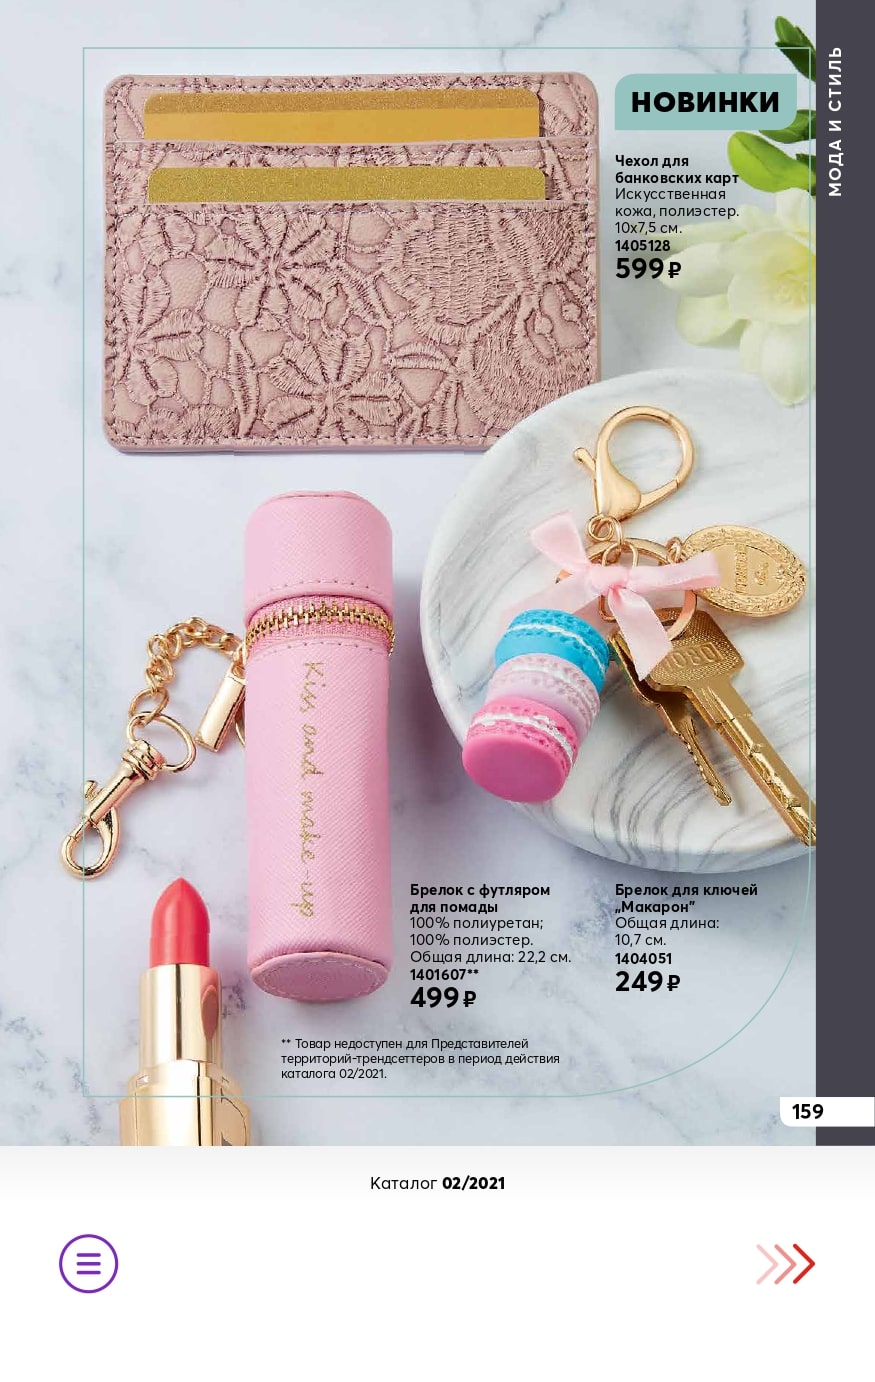 МОДА И СТИЛЬ
НОВИНКИ
Чехол для
банковских карт
Искусственная
кожа, полиэстер.
10х7,5 см.
1405128
599 ₽
Kiss and make-up
Брелок с футляром
для помады
100% полиуретан;
100% полиэстер.
Общая длина: 22,2 см.
1401607**
499 ₽
Брелок для ключей
„Макарон”
Общая длина:
10,7 см.
1404051
249 ₽
** Товар недоступен для Представителей
территорий-трендсеттеров в период действия
каталога 02/2021.
159
Каталог 02/2021